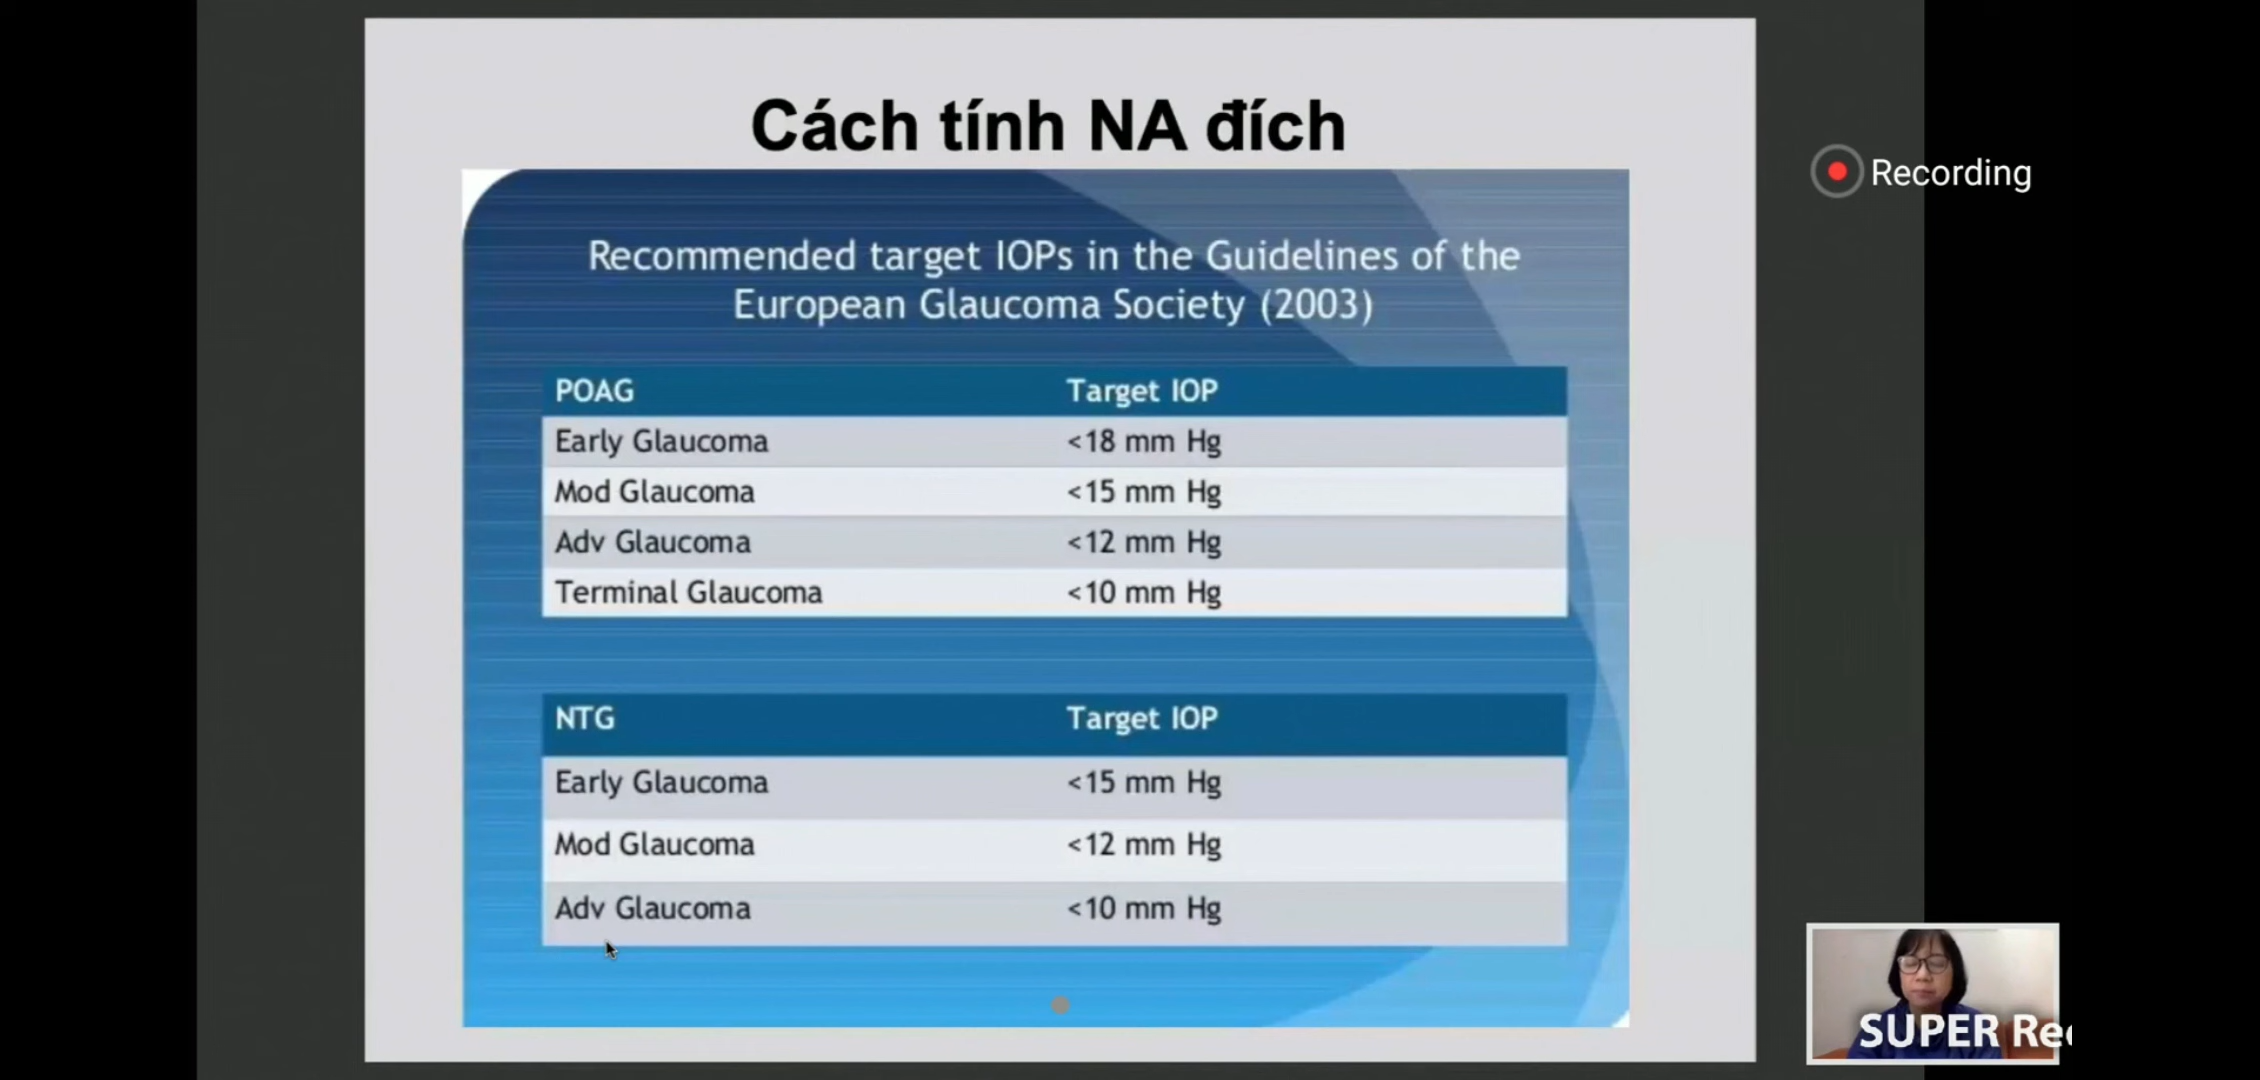 Cách tính NA đích
Recording
Recommended target IOPs in the Guidelines of the
European Glaucoma Society (2003)
POAG Target IOP
Early Glaucoma <18 mm Hg
Mod Glaucoma <15 mm Hg
Adv Glaucoma <12 mm Hg
Terminal Glaucoma <10 mm Hg
NTG Target IOP
Early Glaucoma <15 mm Hg
Mod Glaucoma <12 mm Hg
Adv Glaucoma <10 mm Hg
SUPER